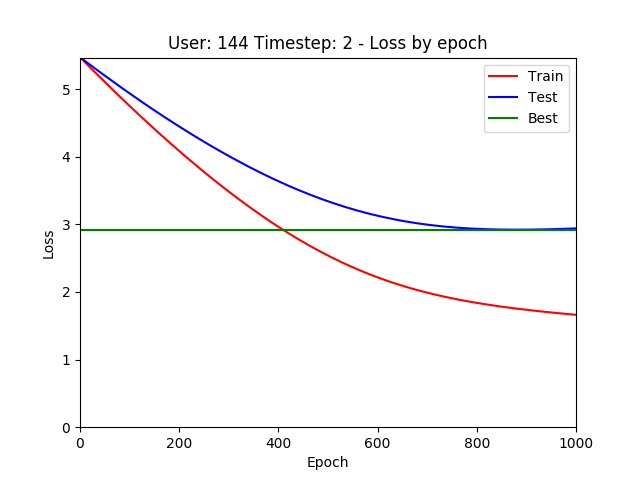 User: 144 Timestep: 2 - Loss by epoch
Train
Test
Best
5
4
3
2
1
0
Loss
0 200 400 600 800 1000
Epoch